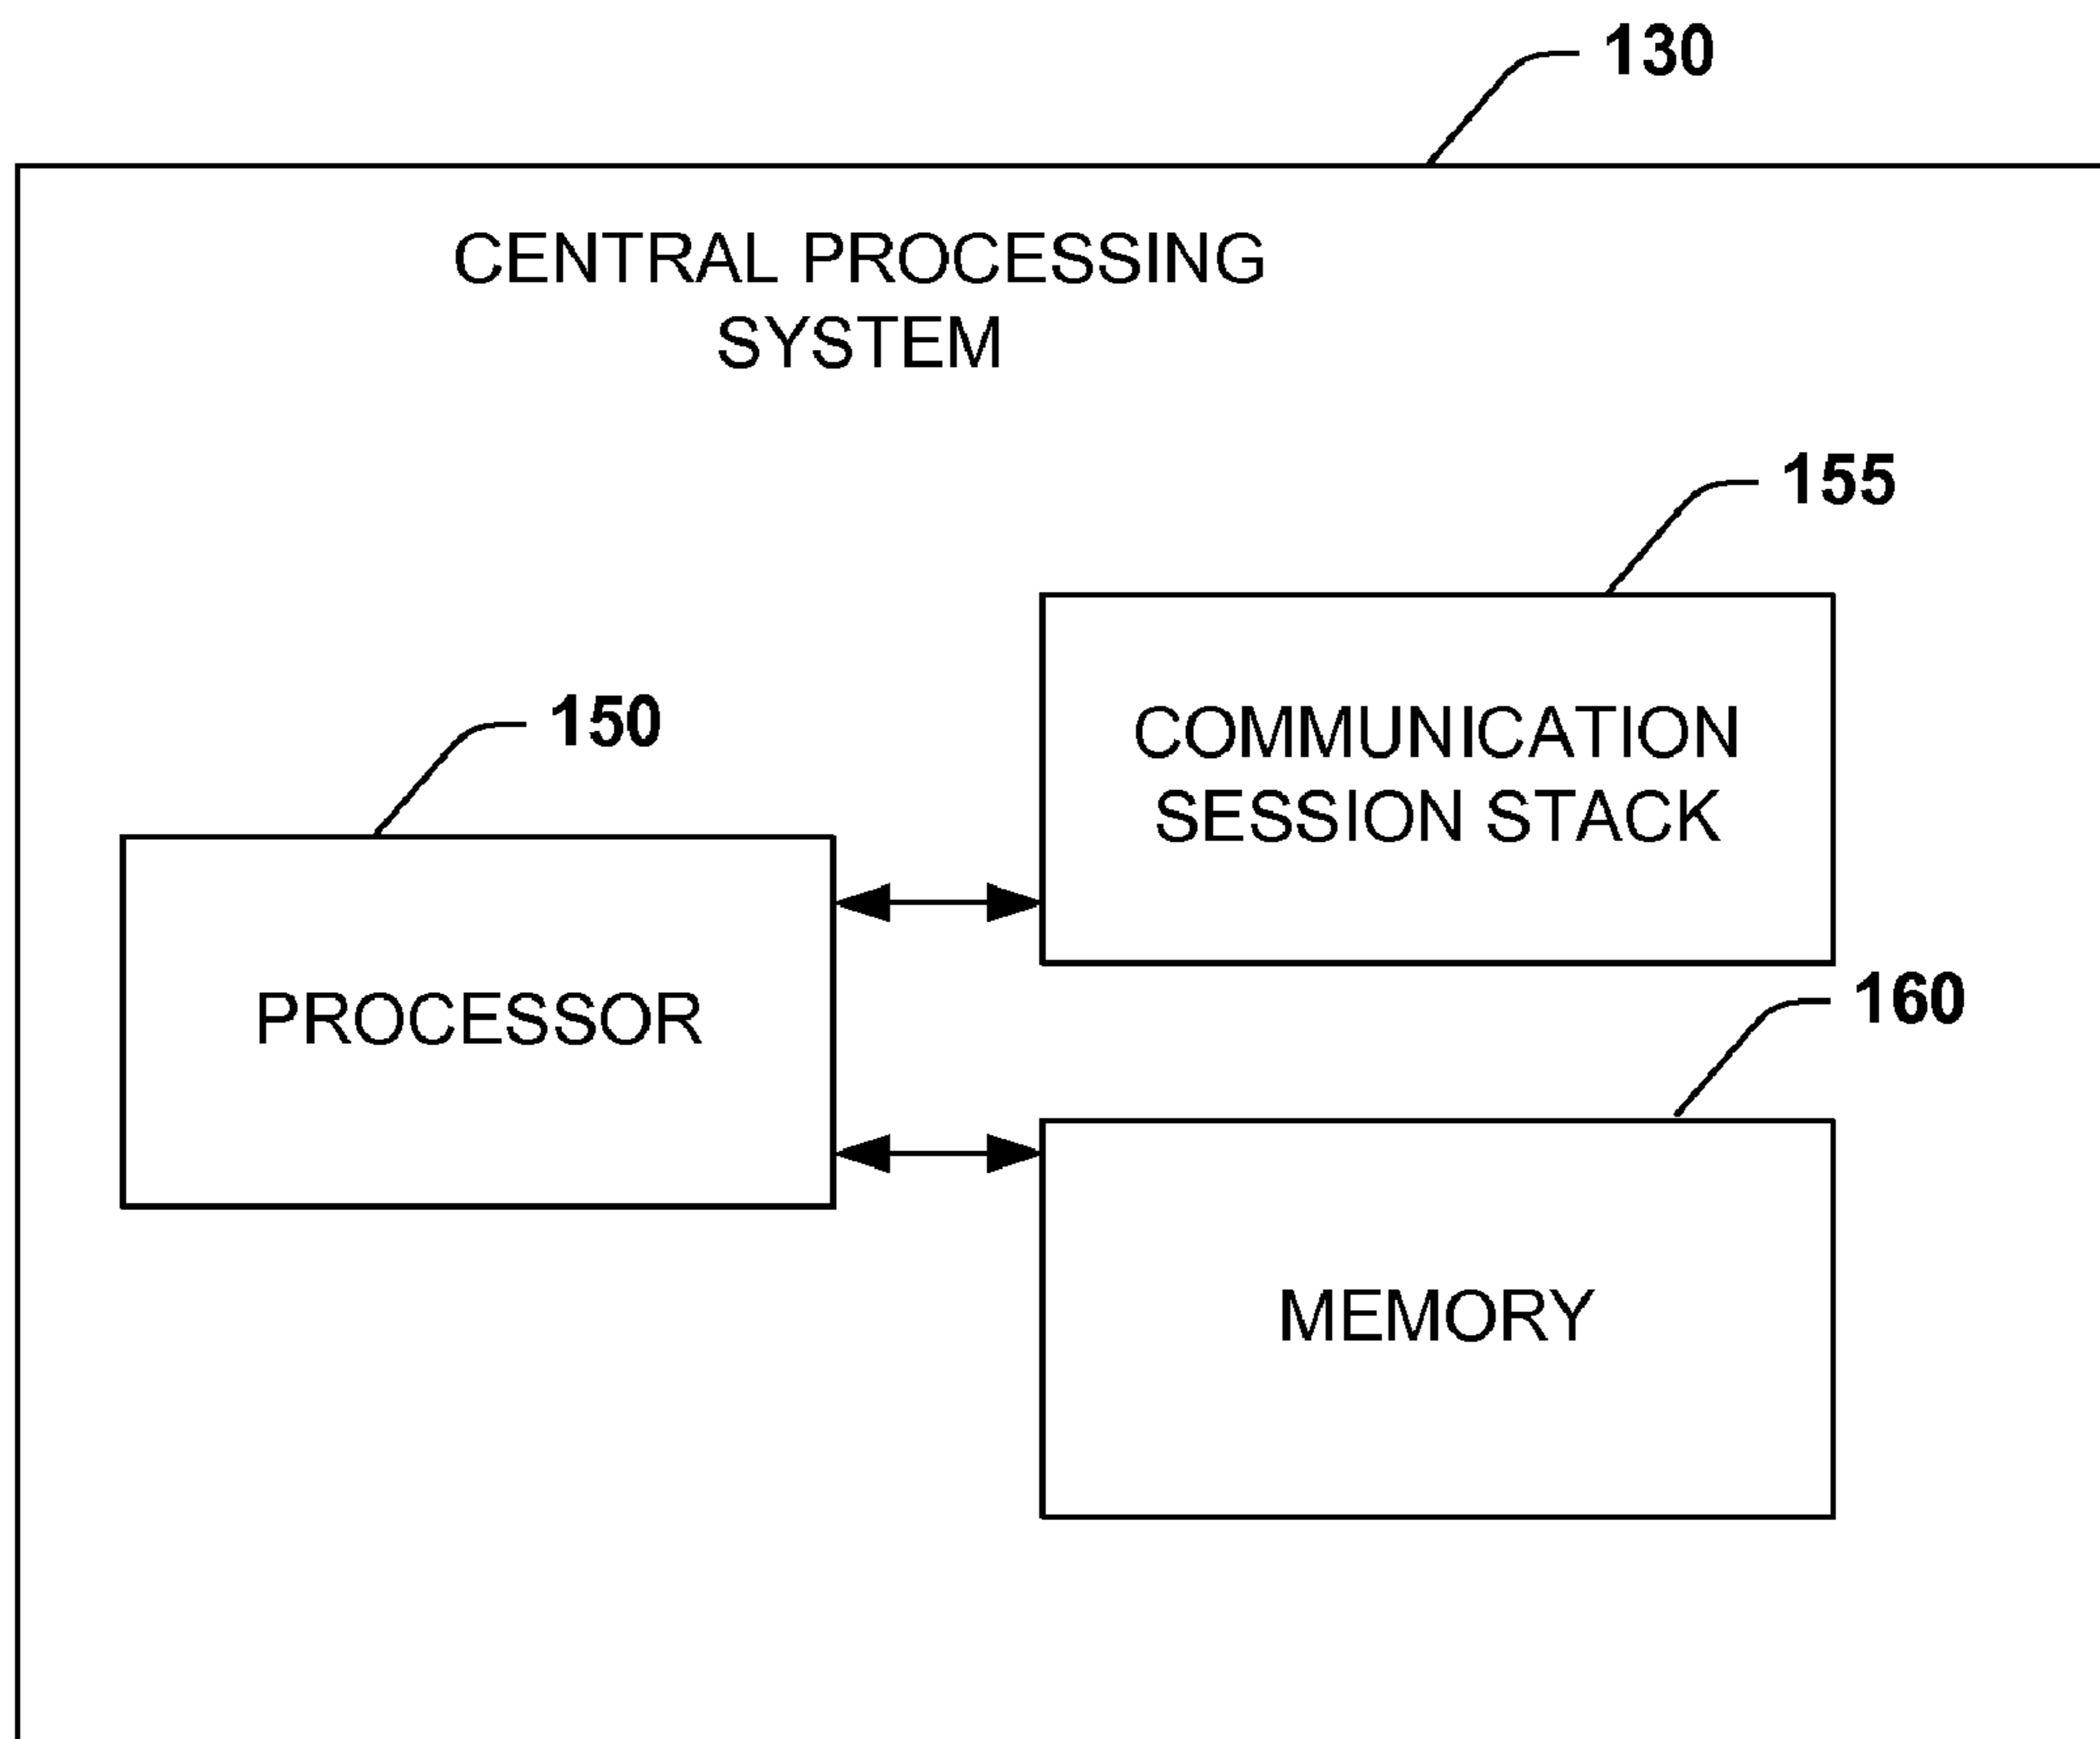 130
CENTRAL PROCESSING
SYSTEM
155
COMMUNICATION
SESSION STACK
150
PROCESSOR
160
MEMORY